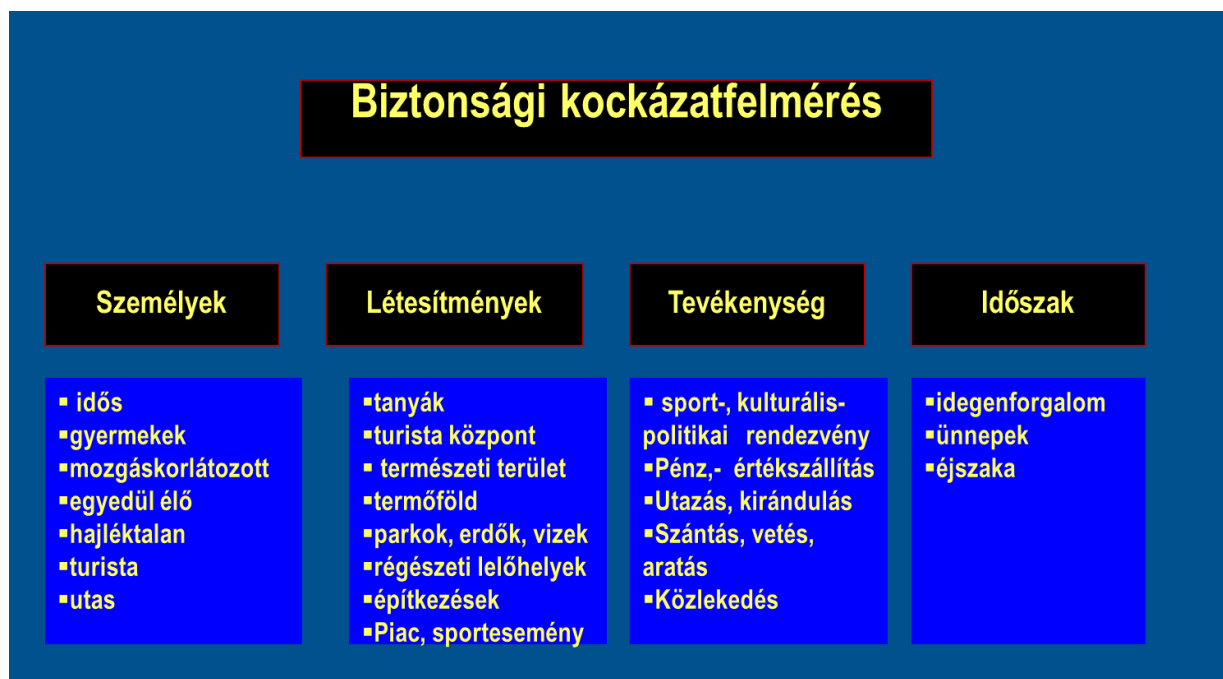 Biztonsági kockázatfelmérés
Személyek
▪ idős
▪gyermekek
▪mozgáskorlátozott
▪egyedül élő
▪hajléktalan
▪turista
▪utas
Létesítmények
▪tanyák
▪turista központ
▪ természeti terület
▪termőföld
▪parkok, erdők, vizek
▪régészeti lelőhelyek
▪építkezések
▪Piac, sportesemény
Tevékenység
▪ sport-, kulturális-
politikai rendezvény
▪Pénz,- értékszállítás
▪Utazás, kirándulás
▪Szántás, vetés,
aratás
▪Közlekedés
Időszak
▪idegenforgalom
▪ünnepek
▪éjszaka